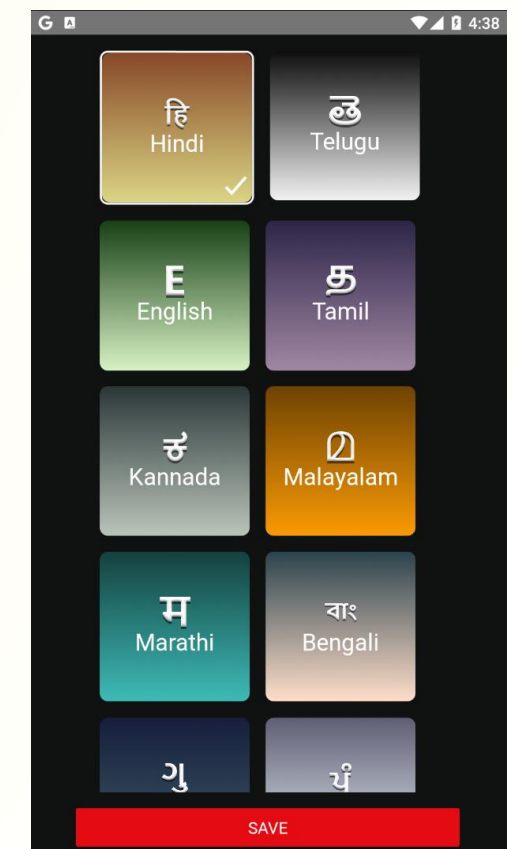 G A 4:38
हि తె
Hindi Telugu
E த
English Tamil
ಕ മ
Kannada Malayalam
म বাং
Marathi Bengali
ગુ
SAVE